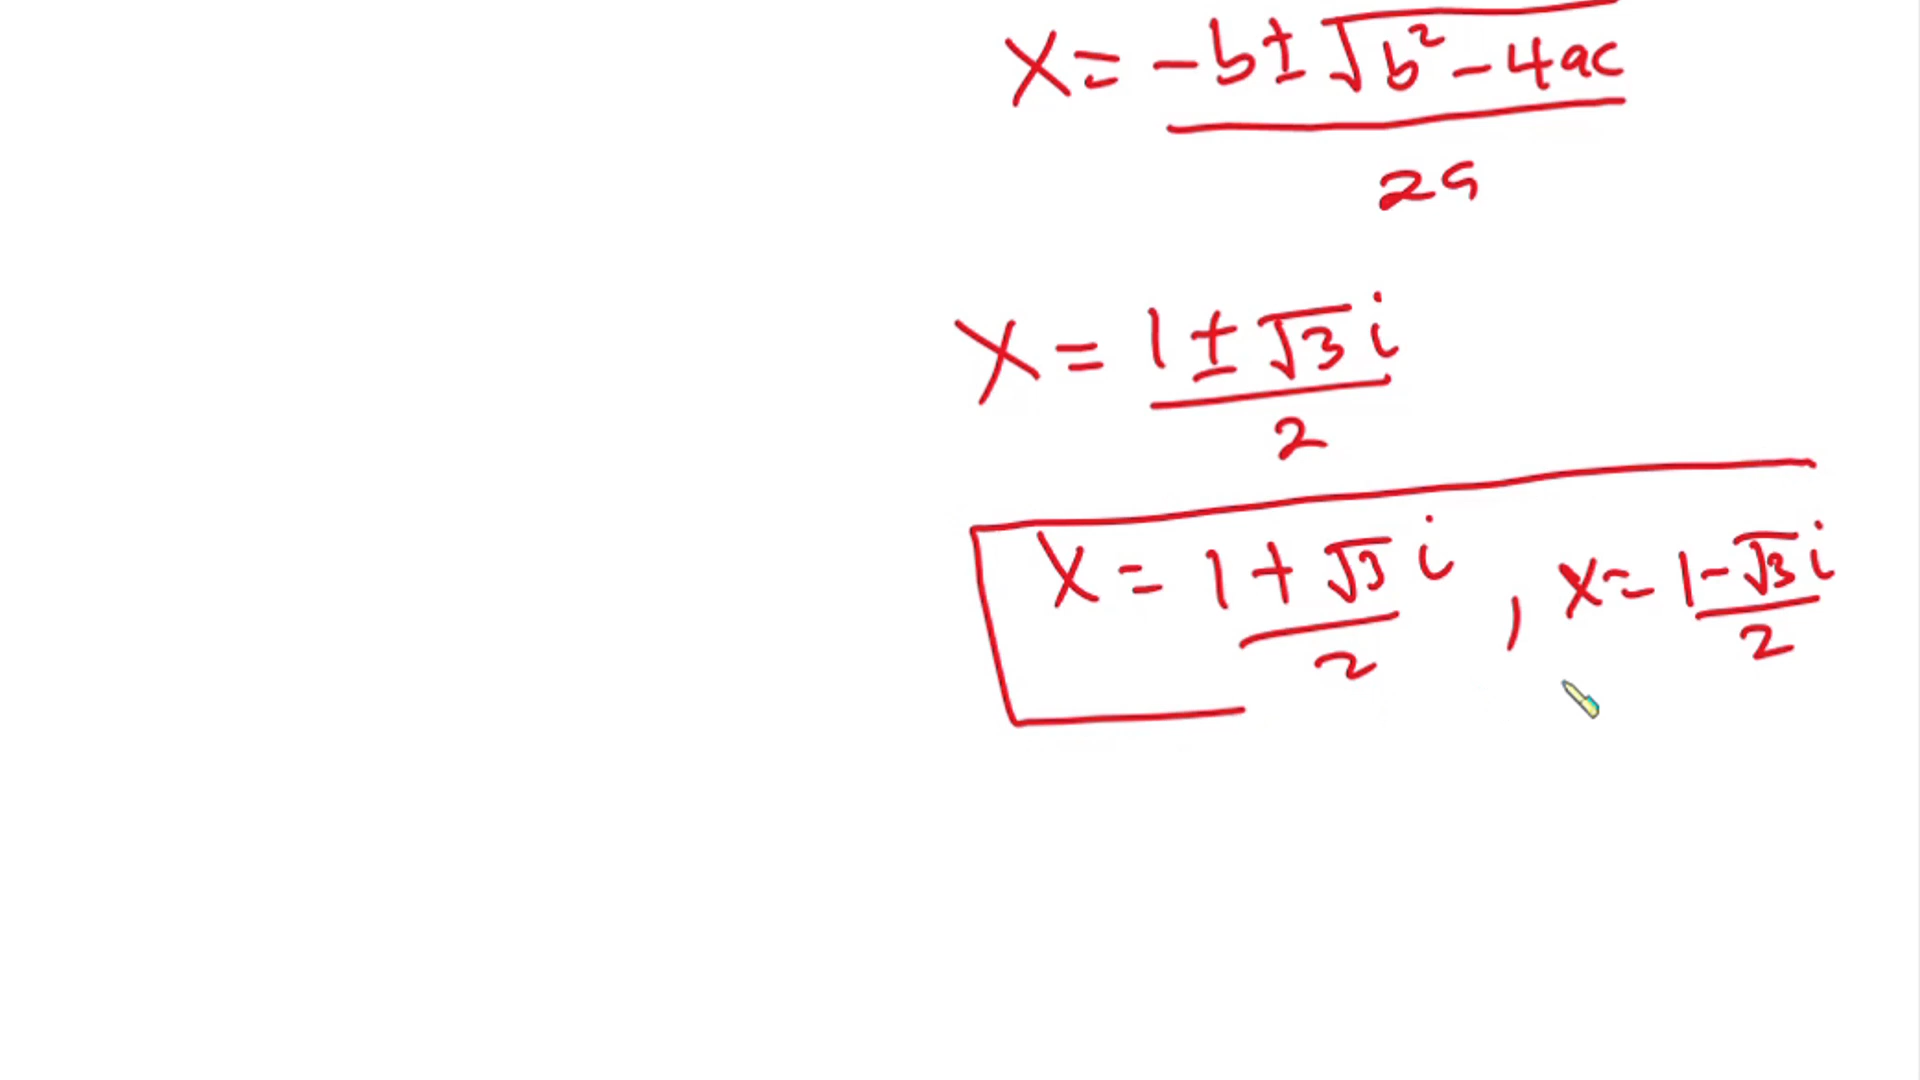 X = -b ± √b² - 4ac
2a
X = 1 ± √3 i
2
X = 1 + √3 i , x = 1 - √3 i
2 2